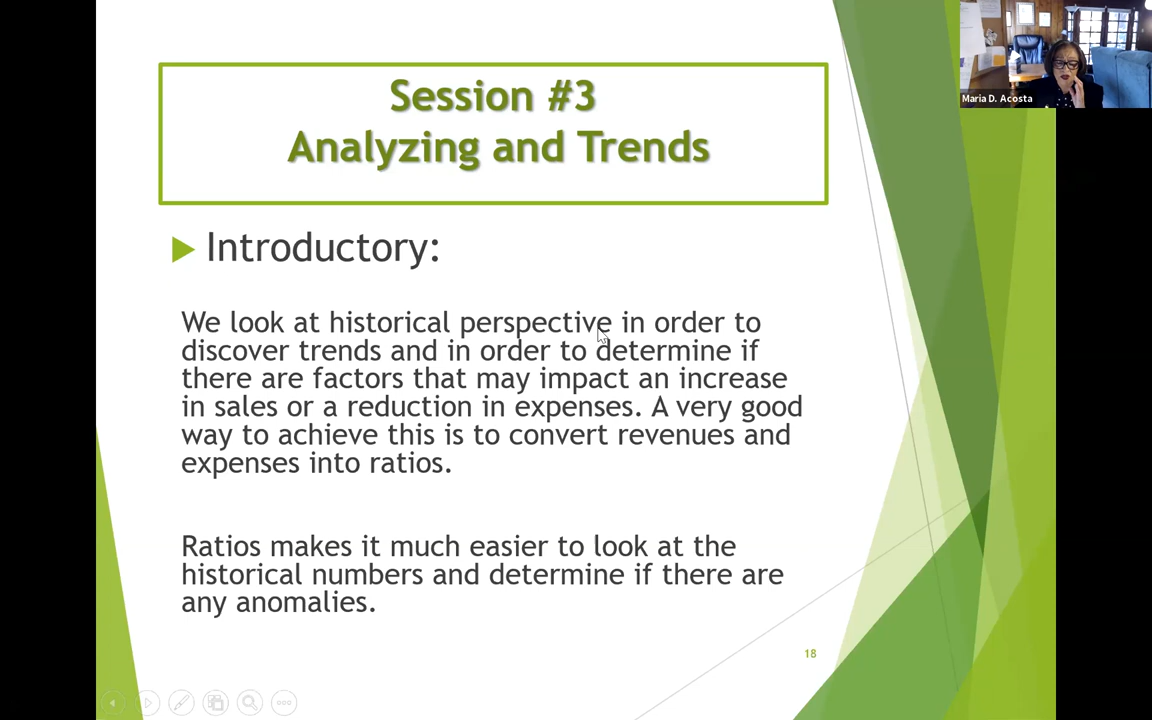 Session #3
Analyzing and Trends
Maria D. Acosta
Introductory:
We look at historical perspective in order to
discover trends and in order to determine if
there are factors that may impact an increase
in sales or a reduction in expenses. A very good
way to achieve this is to convert revenues and
expenses into ratios.
Ratios makes it much easier to look at the
historical numbers and determine if there are
any anomalies.
18